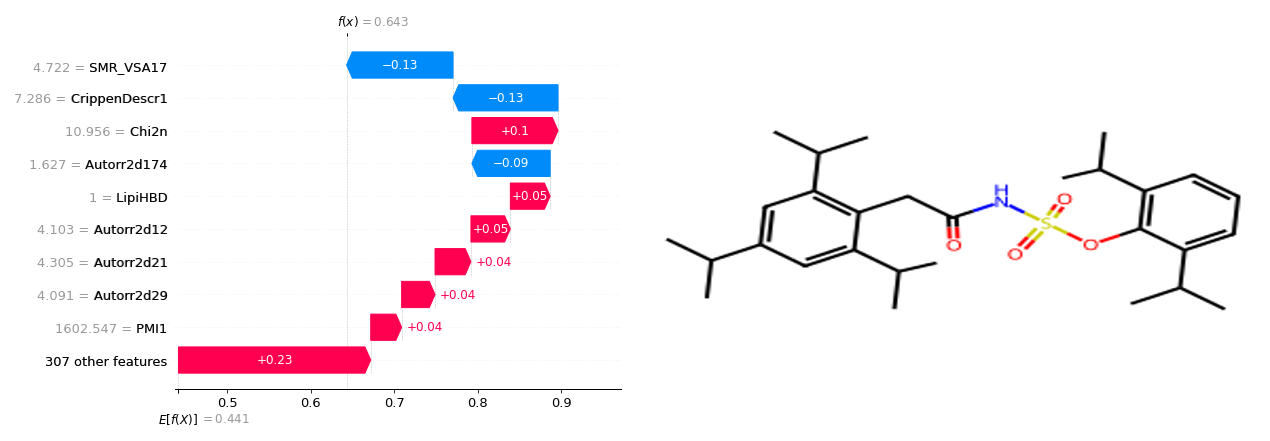 f(x) = 0.643
4.722 = SMR_VSA17
−0.13
7.286 = CrippenDescr1
−0.13
10.956 = Chi2n
+0.1
1.627 = Autorr2d174
−0.09
1 = LipiHBD
+0.05
4.103 = Autorr2d12
+0.05
4.305 = Autorr2d21
+0.04
4.091 = Autorr2d29
+0.04
1602.547 = PMI1
+0.04
307 other features
+0.23
0.5 0.6 0.7 0.8 0.9
E[f(X)] = 0.441
H
N
O
O
S
O
O